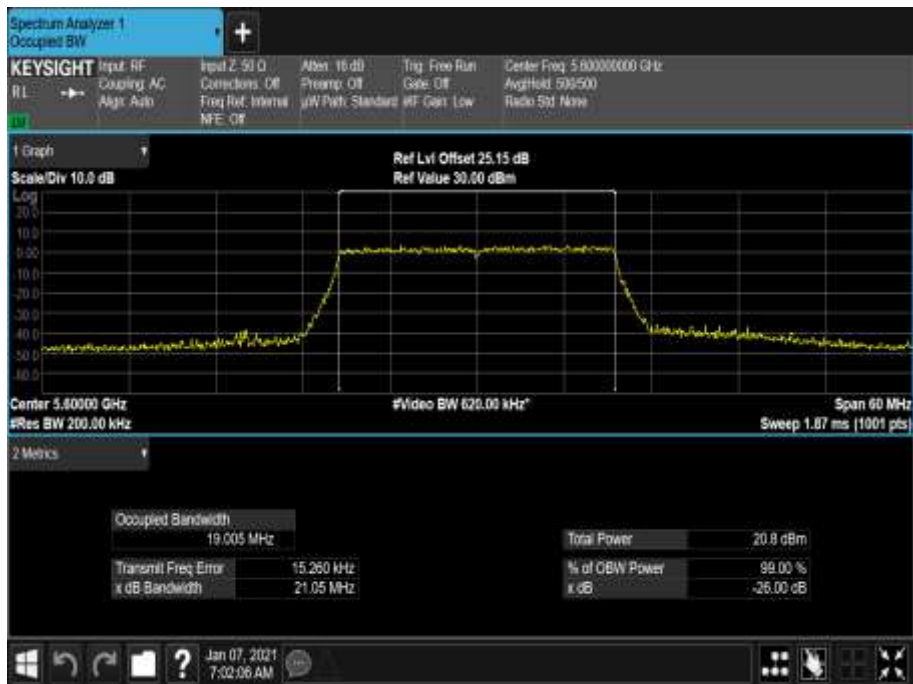 Spectrum Analyzer 1
Occupied BW
+
KEYSIGHT Input: RF Input Z: 50 Ω Atten: 16 dB Trig: Free Run Center Freq: 5.600000000 GHz
RL Coupling: AC Corrections: Off Preamp: Off Gate: Off Avg|Hold: 500/500
Align: Auto Freq Ref: Internal µW Path: Standard #IF Gain: Low Radio Std: None
NFE: Off
1 Graph
Ref Lvl Offset 25.15 dB
Scale/Div 10.0 dB Ref Value 30.00 dBm
Log
20.0
10.0
0.00
-10.0
-20.0
-30.0
-40.0
-50.0
-60.0
Center 5.60000 GHz #Video BW 620.00 kHz* Span 60 MHz
#Res BW 200.00 kHz Sweep 1.87 ms (1001 pts)
2 Metrics
Occupied Bandwidth
19.005 MHz Total Power 20.8 dBm
Transmit Freq Error 15.260 kHz % of OBW Power 99.00 %
x dB Bandwidth 21.05 MHz x dB -26.00 dB
? Jan 07, 2021
7:02:06 AM